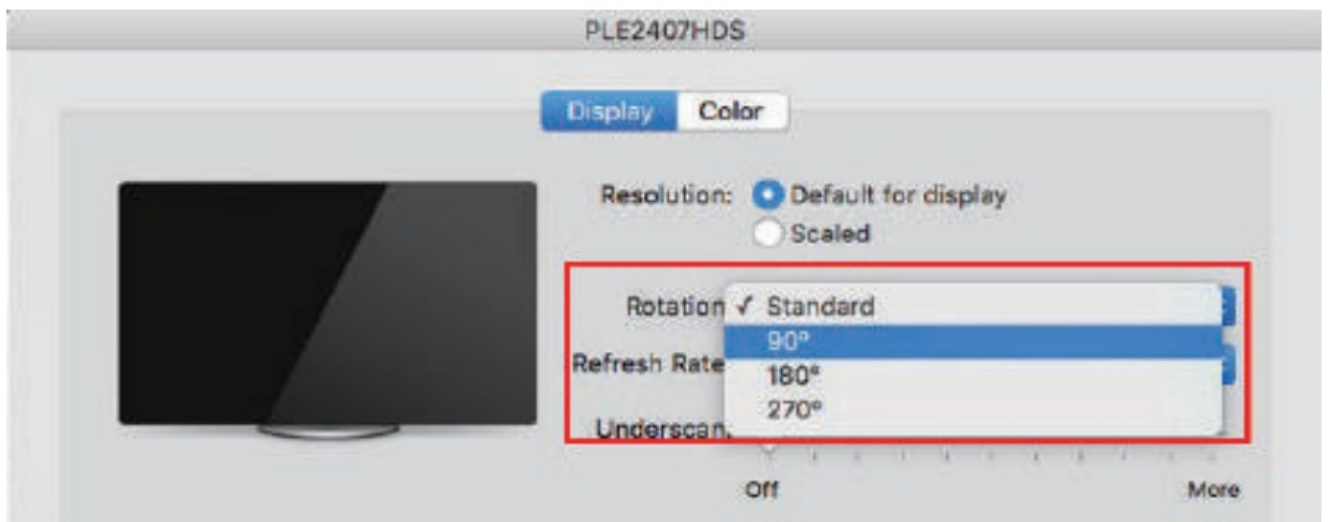 PLE2407HDS
Display Color
Resolution: Default for display
Scaled
Rotation ✓ Standard
90°
Refresh Rate
180°
270°
Underscan
Off More